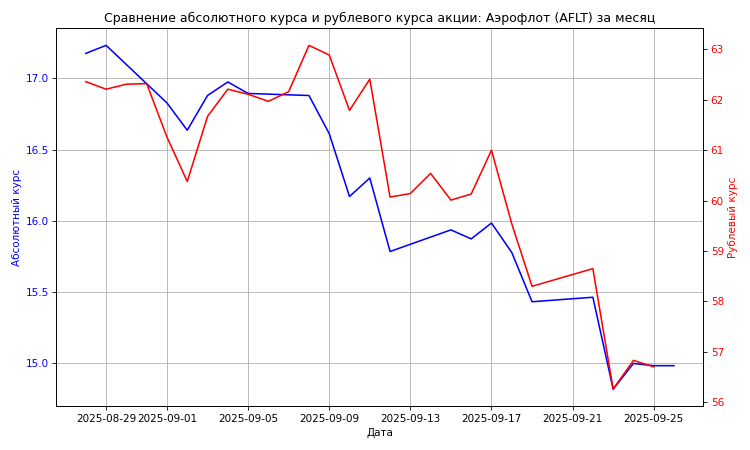 Сравнение абсолютного курса и рублевого курса акции: Аэрофлот (AFLT) за месяц
Абсолютный курс
17.0
16.5
16.0
15.5
15.0
63
62
61
60
59
58
57
56
Рублевый курс
2025-08-29 2025-09-01 2025-09-05 2025-09-09 2025-09-13 2025-09-17 2025-09-21 2025-09-25
Дата